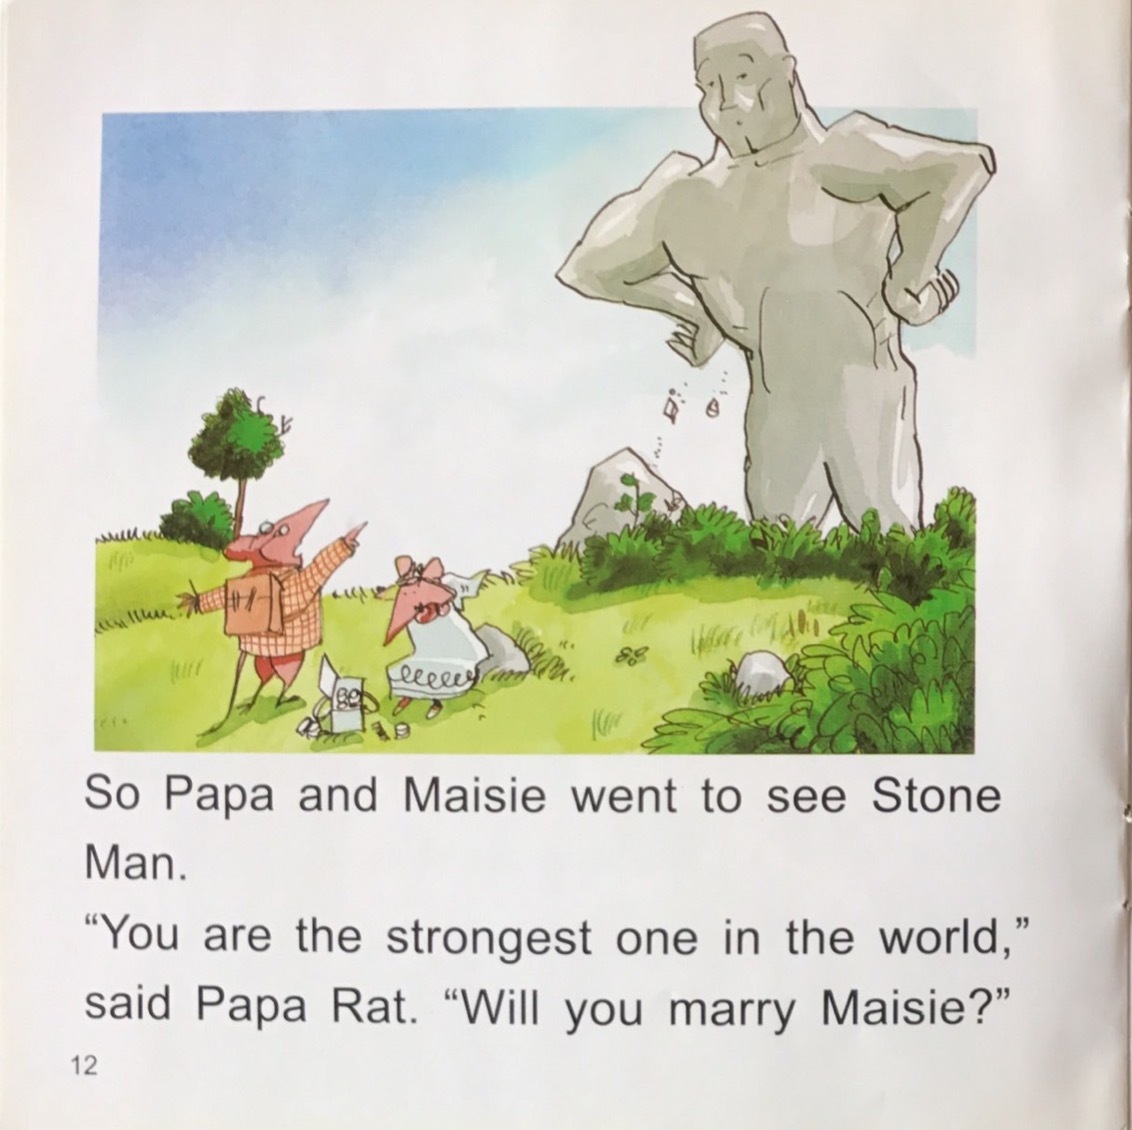 So Papa and Maisie went to see Stone
Man.
“You are the strongest one in the world,”
said Papa Rat. “Will you marry Maisie?”
12